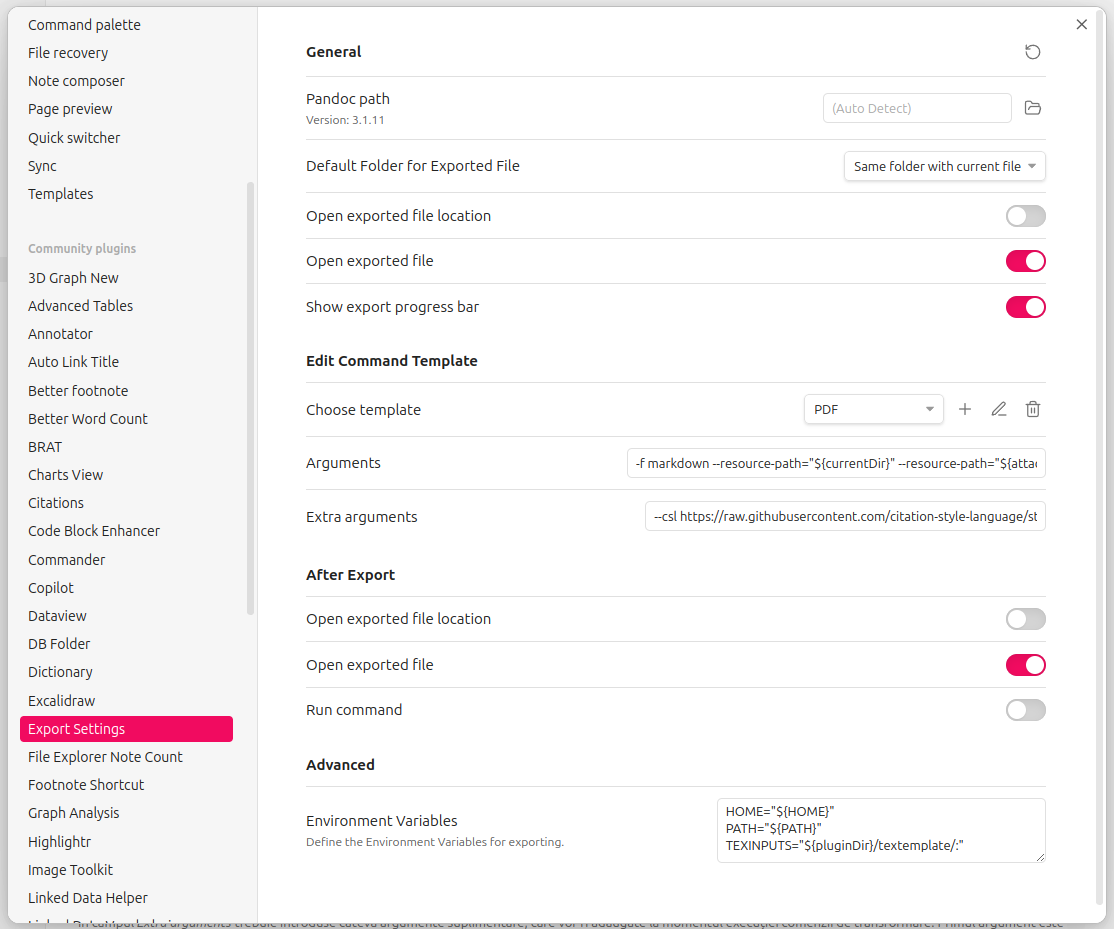 Command palette
File recovery
Note composer
Page preview
Quick switcher
Sync
Templates
Community plugins
3D Graph New
Advanced Tables
Annotator
Auto Link Title
Better footnote
Better Word Count
BRAT
Charts View
Citations
Code Block Enhancer
Commander
Copilot
Dataview
DB Folder
Dictionary
Excalidraw
Export Settings
File Explorer Note Count
Footnote Shortcut
Graph Analysis
Highlightr
Image Toolkit
Linked Data Helper
General
Pandoc path
Version: 3.1.11
(Auto Detect)
Default Folder for Exported File
Same folder with current file
Open exported file location
Open exported file
Show export progress bar
Edit Command Template
Choose template
PDF
Arguments
-f markdown --resource-path="${currentDir}" --resource-path="${attac
Extra arguments
--csl https://raw.githubusercontent.com/citation-style-language/st
After Export
Open exported file location
Open exported file
Run command
Advanced
Environment Variables
Define the Environment Variables for exporting.
HOME="${HOME}"
PATH="${PATH}"
TEXINPUTS="${pluginDir}/textemplate/:"